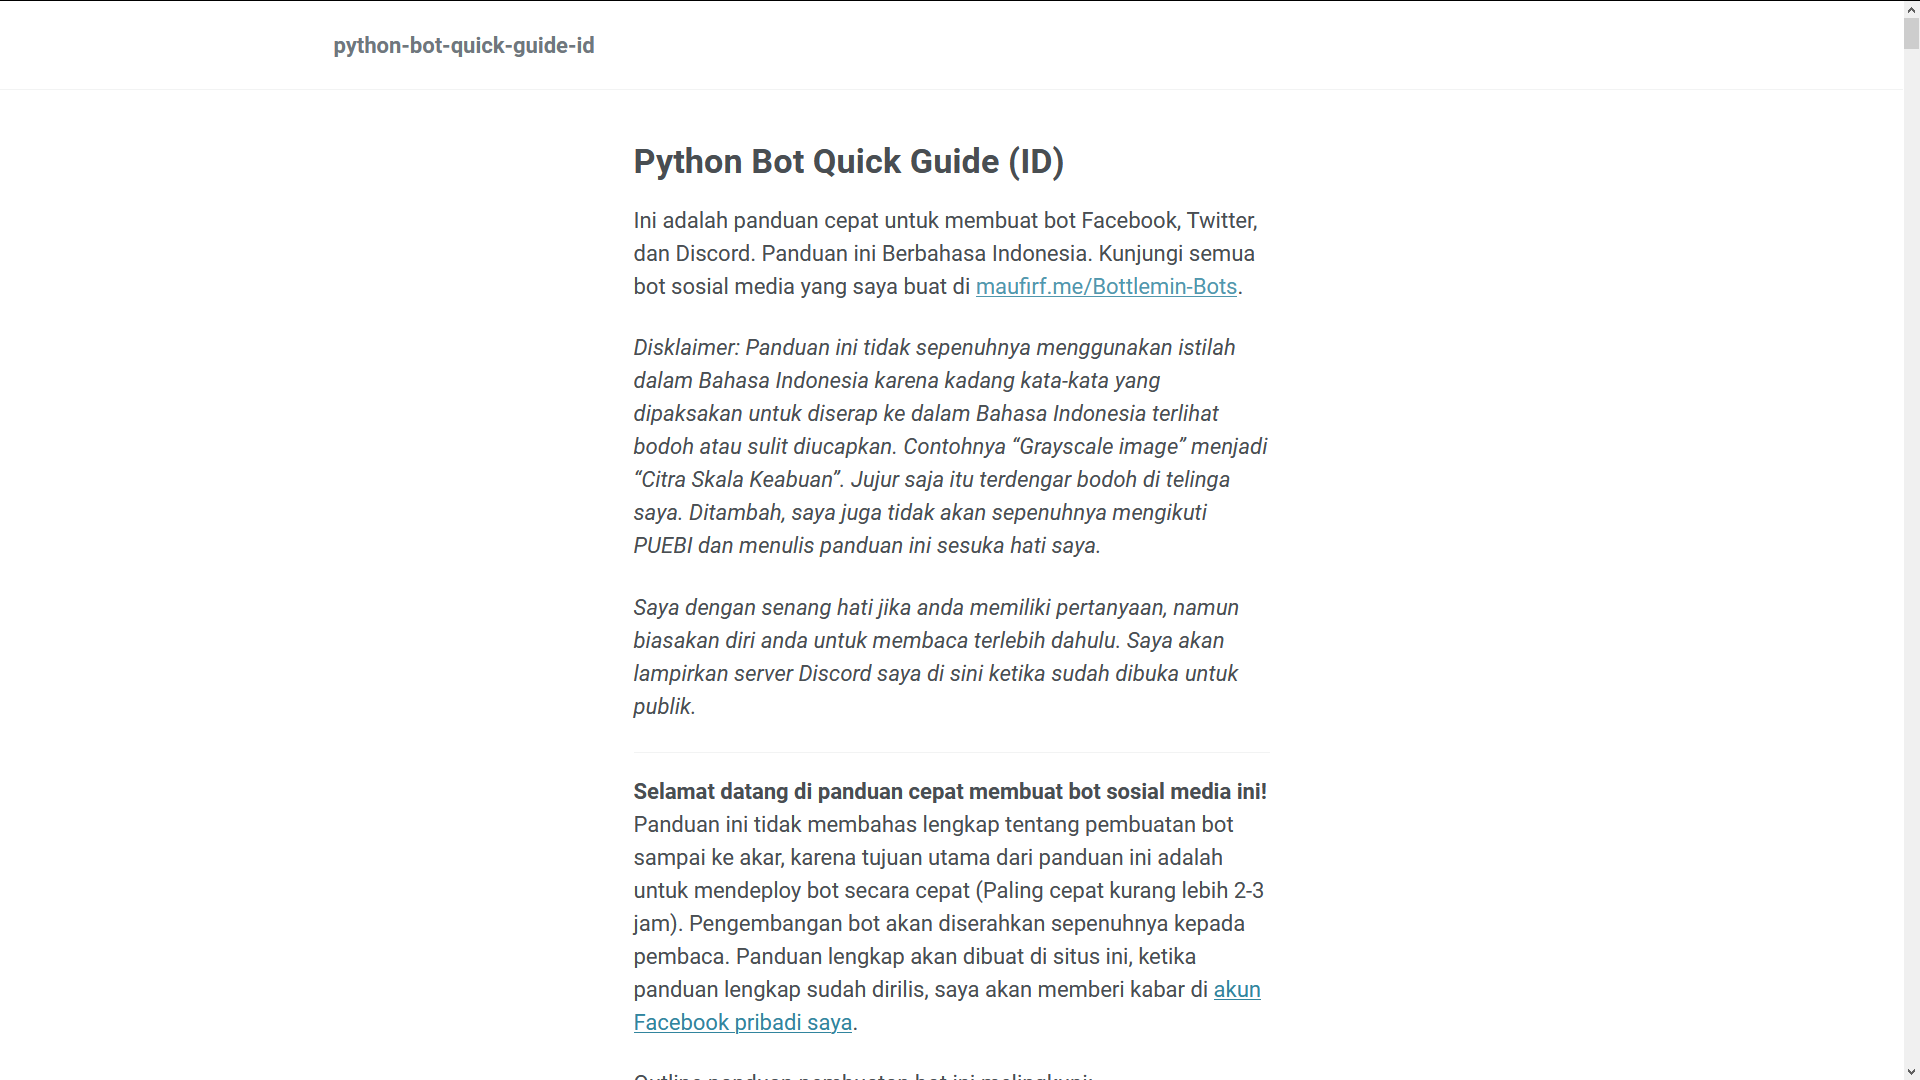 python-bot-quick-guide-id
Python Bot Quick Guide (ID)
Ini adalah panduan cepat untuk membuat bot Facebook, Twitter,
dan Discord. Panduan ini Berbahasa Indonesia. Kunjungi semua
bot sosial media yang saya buat di maufirf.me/Bottlemin-Bots.
Disklaimer: Panduan ini tidak sepenuhnya menggunakan istilah
dalam Bahasa Indonesia karena kadang kata-kata yang
dipaksakan untuk diserap ke dalam Bahasa Indonesia terlihat
bodoh atau sulit diucapkan. Contohnya “Grayscale image” menjadi
“Citra Skala Keabuan”. Jujur saja itu terdengar bodoh di telinga
saya. Ditambah, saya juga tidak akan sepenuhnya mengikuti
PUEBI dan menulis panduan ini sesuka hati saya.
Saya dengan senang hati jika anda memiliki pertanyaan, namun
biasakan diri anda untuk membaca terlebih dahulu. Saya akan
lampirkan server Discord saya di sini ketika sudah dibuka untuk
publik.
Selamat datang di panduan cepat membuat bot sosial media ini!
Panduan ini tidak membahas lengkap tentang pembuatan bot
sampai ke akar, karena tujuan utama dari panduan ini adalah
untuk mendeploy bot secara cepat (Paling cepat kurang lebih 2-3
jam). Pengembangan bot akan diserahkan sepenuhnya kepada
pembaca. Panduan lengkap akan dibuat di situs ini, ketika
panduan lengkap sudah dirilis, saya akan memberi kabar di akun
Facebook pribadi saya.
Outline panduan pembuatan bot ini melingkupi: